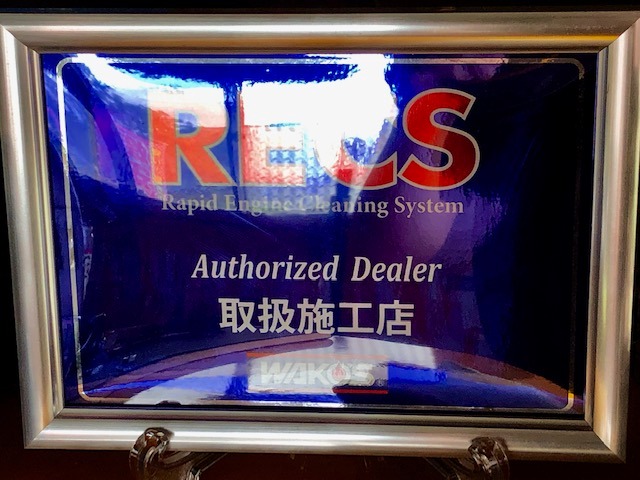 RECS
Rapid Engine Cleaning System
Authorized Dealer
取扱施工店
WAKO'S®